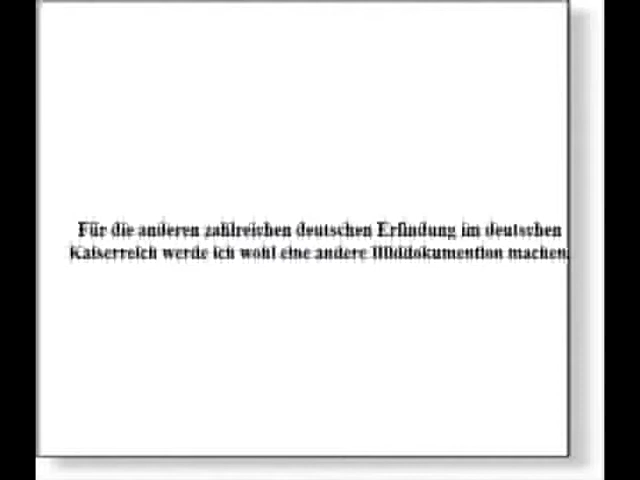 Für die anderen zahlreichen deutschen Erfindung im deutschen
Kaiserreich werde ich wohl eine andere Bilddokumention machen.